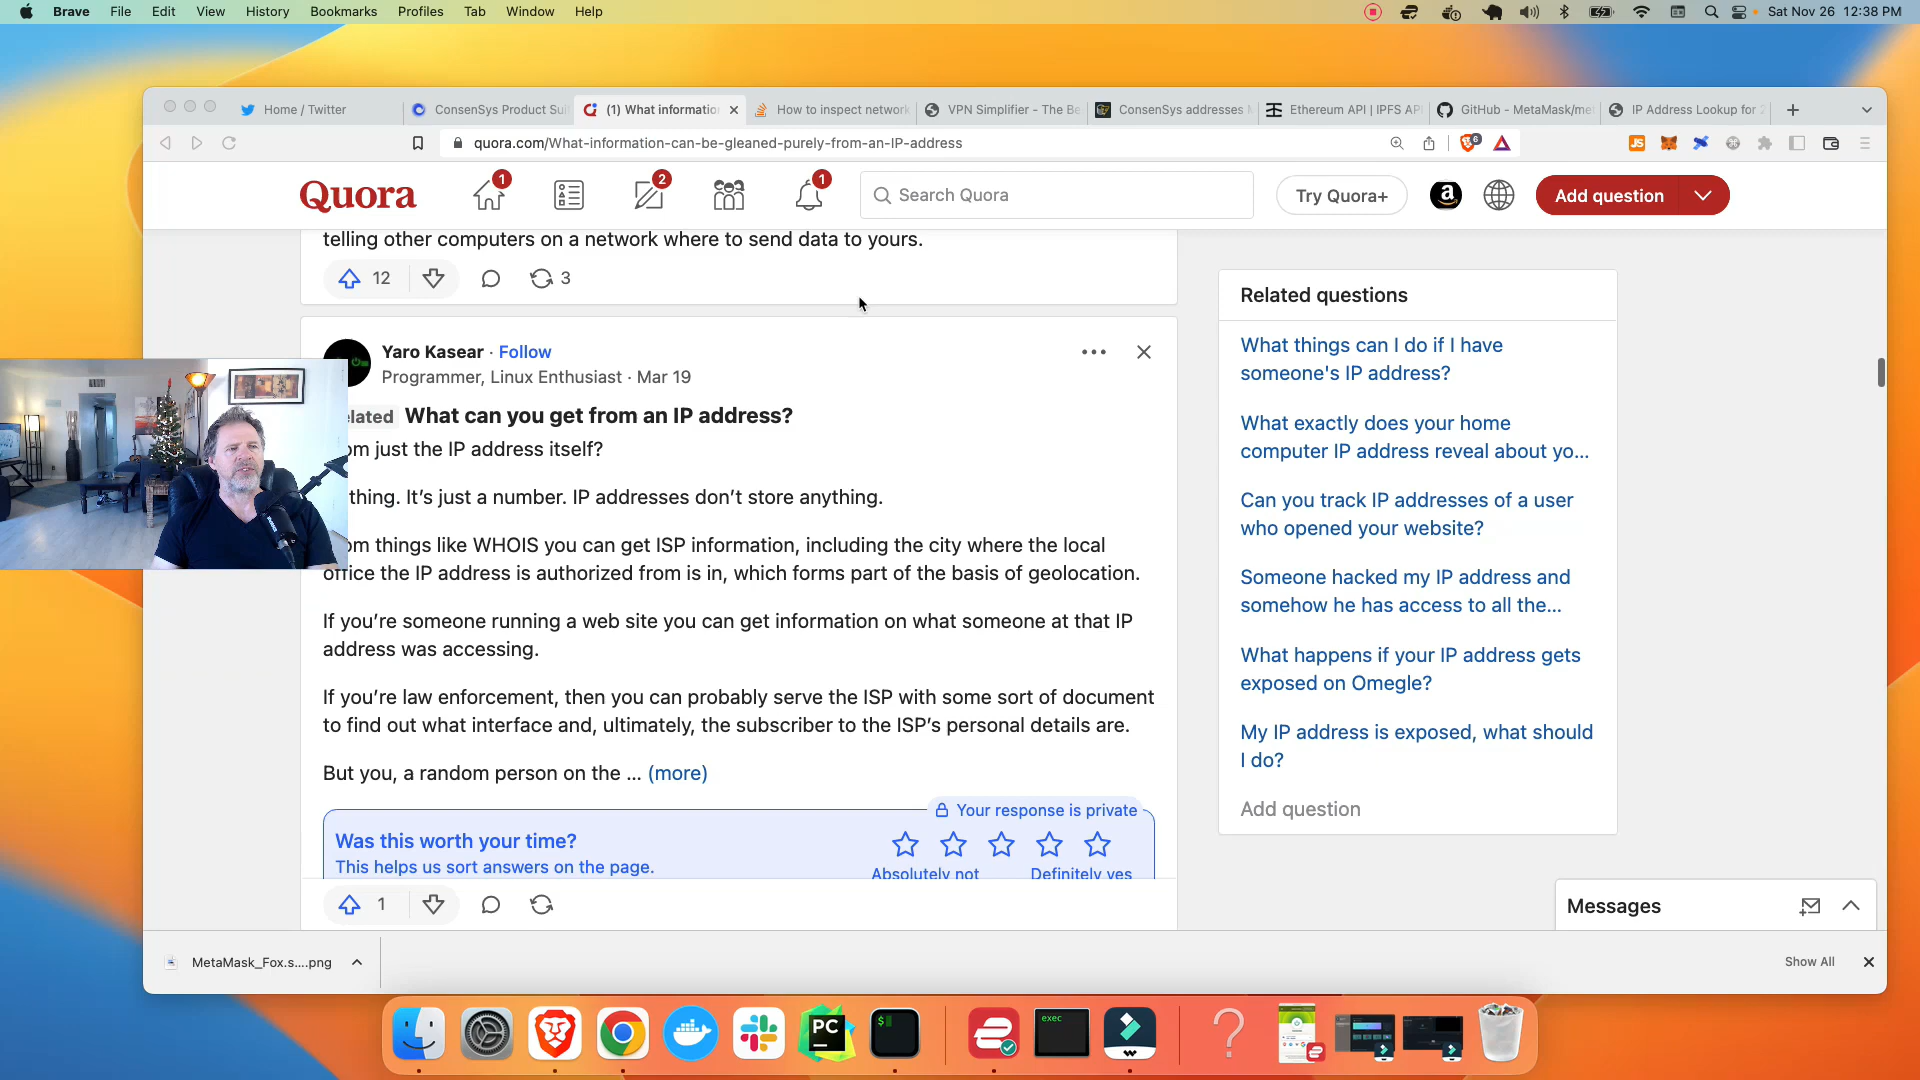 Brave File Edit View History Bookmarks Profiles Tab Window Help Sat Nov 26 12:38 PM
Home / Twitter ConsenSys Product Sui (1) What informatio How to inspect network VPN Simplifier - The Be ConsenSys addresses Ethereum API | IPFS AP GitHub - MetaMask/me IP Address Lookup for
quora.com/What-information-can-be-gleaned-purely-from-an-IP-address 6 JS
Quora 1 2 1 Search Quora Try Quora+ a Add question
telling other computers on a network where to send data to yours.
12 3
Yaro Kasear · Follow
Programmer, Linux Enthusiast · Mar 19
lated What can you get from an IP address?
om just the IP address itself?
thing. It's just a number. IP addresses don't store anything.
om things like WHOIS you can get ISP information, including the city where the local
office the IP address is authorized from is in, which forms part of the basis of geolocation.
If you're someone running a web site you can get information on what someone at that IP
address was accessing.
If you're law enforcement, then you can probably serve the ISP with some sort of document
to find out what interface and, ultimately, the subscriber to the ISP's personal details are.
But you, a random person on the ... (more)
Your response is private
Was this worth your time?
This helps us sort answers on the page.
Absolutely not Definitely yes
1
Related questions
What things can I do if I have
someone's IP address?
What exactly does your home
computer IP address reveal about yo...
Can you track IP addresses of a user
who opened your website?
Someone hacked my IP address and
somehow he has access to all the...
What happens if your IP address gets
exposed on Omegle?
My IP address is exposed, what should
I do?
Add question
Messages
MetaMask_Fox.s....png Show All
PC $ exec ?